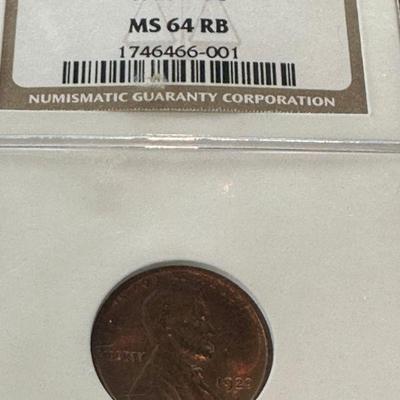 MS 64 RB
1746466-001
NUMISMATIC GUARANTY CORPORATION
LIBERTY